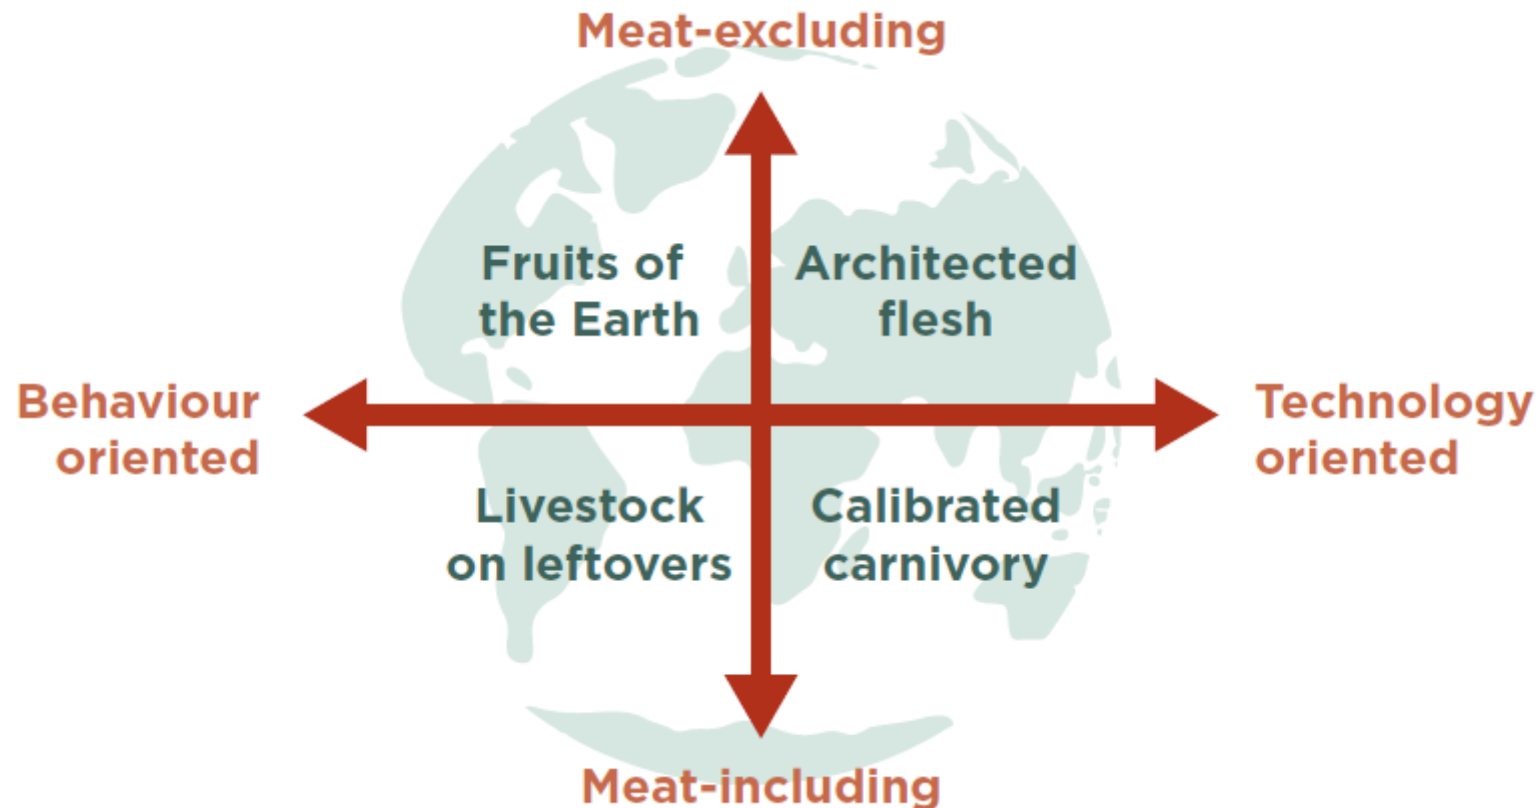 Meat-excluding
Fruits of
the Earth
Architected
flesh
Behaviour
oriented
Technology
oriented
Livestock
on leftovers
Calibrated
carnivory
Meat-including